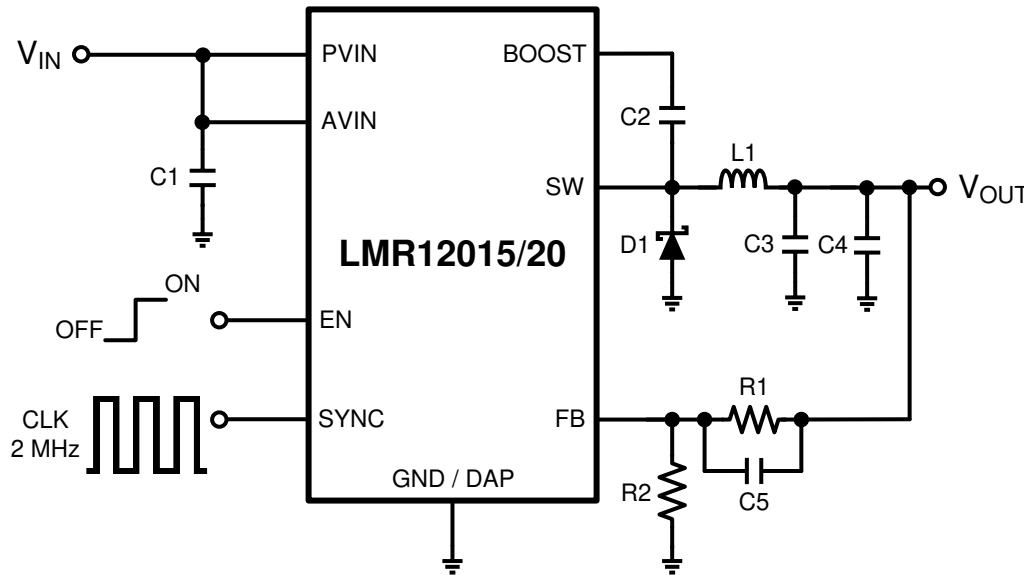 VIN
PVIN
BOOST
AVIN
C2
C1
L1
SW
VOUT
D1
C3
C4
LMR12015/20
ON
OFF
EN
R1
CLK
2 MHz
SYNC
FB
GND / DAP
R2
C5